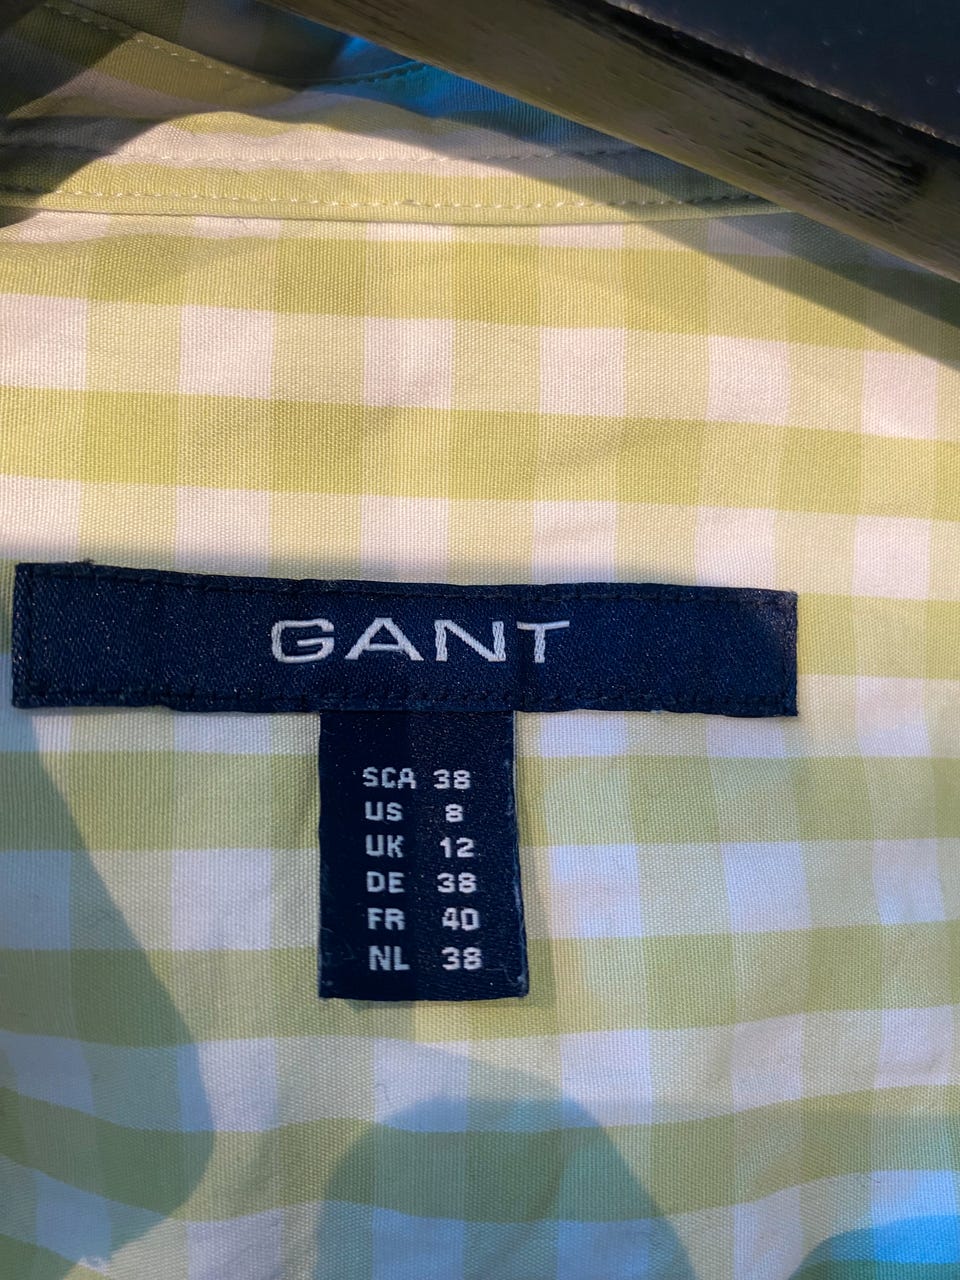 GANT
SCA 38
US 8
UK 12
DE 38
FR 40
NL 38